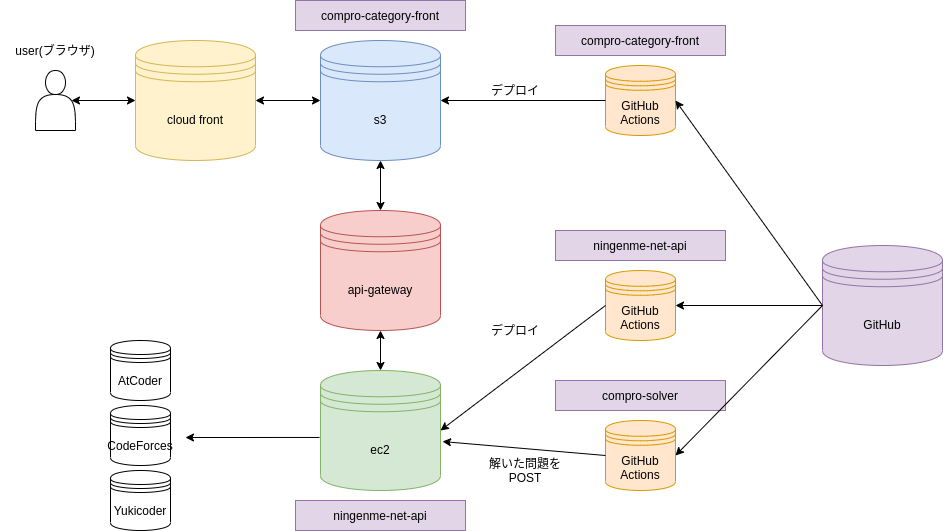 compro-category-front
compro-category-front
user(ブラウザ)
cloud front
s3
デプロイ
GitHub
Actions
api-gateway
ningenme-net-api
GitHub
Actions
デプロイ
GitHub
AtCoder
CodeForces
Yukicoder
ec2
compro-solver
GitHub
Actions
解いた問題を
POST
ningenme-net-api